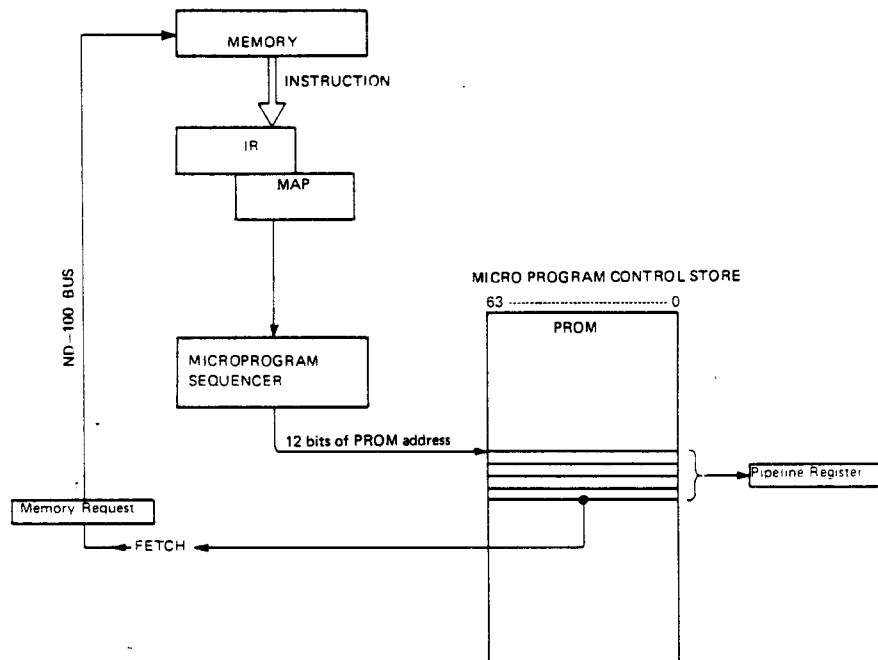 MEMORY
INSTRUCTION
IR
MAP
ND-100 BUS
MICRO PROGRAM CONTROL STORE
63 ------------------------ 0
PROM
MICROPROGRAM
SEQUENCER
12 bits of PROM address
Pipeline Register
Memory Request
FETCH